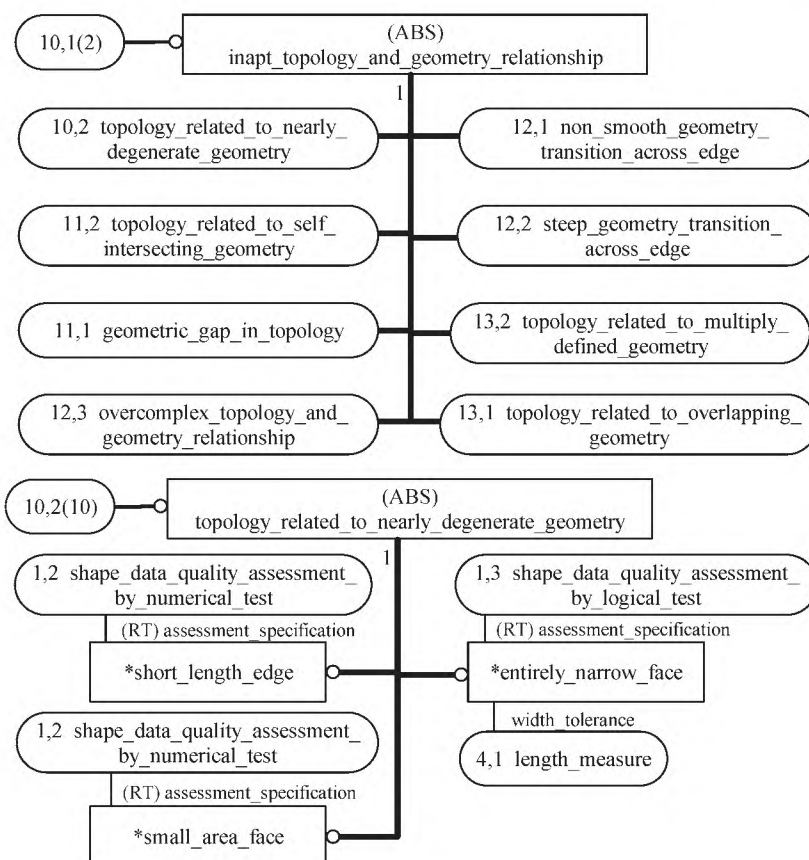 10,1(2)
(ABS)
inapt_topology_and_geometry_relationship
1
10,2 topology_related_to_nearly_
degenerate_geometry
12,1 non_smooth_geometry_
transition_across_edge
11,2 topology_related_to_self_
intersecting_geometry
12,2 steep_geometry_transition_
across_edge
11,1 geometric_gap_in_topology
13,2 topology_related_to_multiply_
defined_geometry
12,3 overcomplex_topology_and_
geometry_relationship
13,1 topology_related_to_overlapping_
geometry
10,2(10)
(ABS)
topology_related_to_nearly_degenerate_geometry
1
1,2 shape_data_quality_assessment_
by_numerical_test
(RT) assessment_specification
*short_length_edge
1,3 shape_data_quality_assessment_
by_logical_test
(RT) assessment_specification
*entirely_narrow_face
width_tolerance
4,1 length_measure
1,2 shape_data_quality_assessment_
by_numerical_test
(RT) assessment_specification
*small_area_face